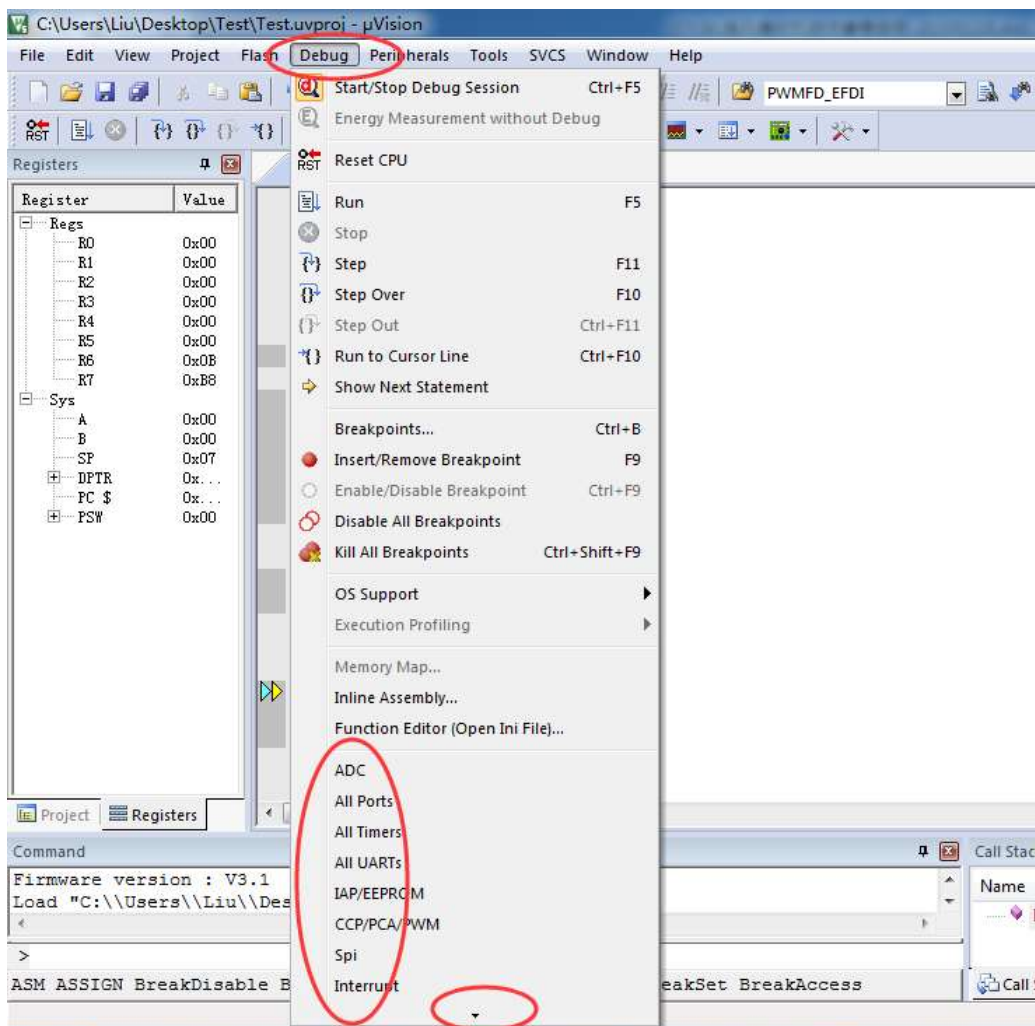 C:\Users\Liu\Desktop\Test\Test.uvproj - µVision
File Edit View Project Flash Debug Peripherals Tools SVCS Window Help
PWMFD_EFDI
RST
Registers
Register Value
Regs
R0 0x00
R1 0x00
R2 0x00
R3 0x00
R4 0x00
R5 0x00
R6 0x0B
R7 0xB8
Sys
A 0x00
B 0x00
SP 0x07
DPTR 0x...
PC $ 0x...
PSW 0x00
Project Registers
Start/Stop Debug Session Ctrl+F5
Energy Measurement without Debug
RST Reset CPU
Run F5
Stop
Step F11
Step Over F10
Step Out Ctrl+F11
Run to Cursor Line Ctrl+F10
Show Next Statement
Breakpoints... Ctrl+B
Insert/Remove Breakpoint F9
Enable/Disable Breakpoint Ctrl+F9
Disable All Breakpoints
Kill All Breakpoints Ctrl+Shift+F9
OS Support
Execution Profiling
Memory Map...
Inline Assembly...
Function Editor (Open Ini File)...
ADC
All Ports
All Timers
All UARTs
IAP/EEPROM
CCP/PCA/PWM
Spi
Interrupt
Command
Firmware version : V3.1
Load "C:\\Users\\Liu\\Des
>
ASM ASSIGN BreakDisable B
eakSet BreakAccess
Call Stac
Name
Call